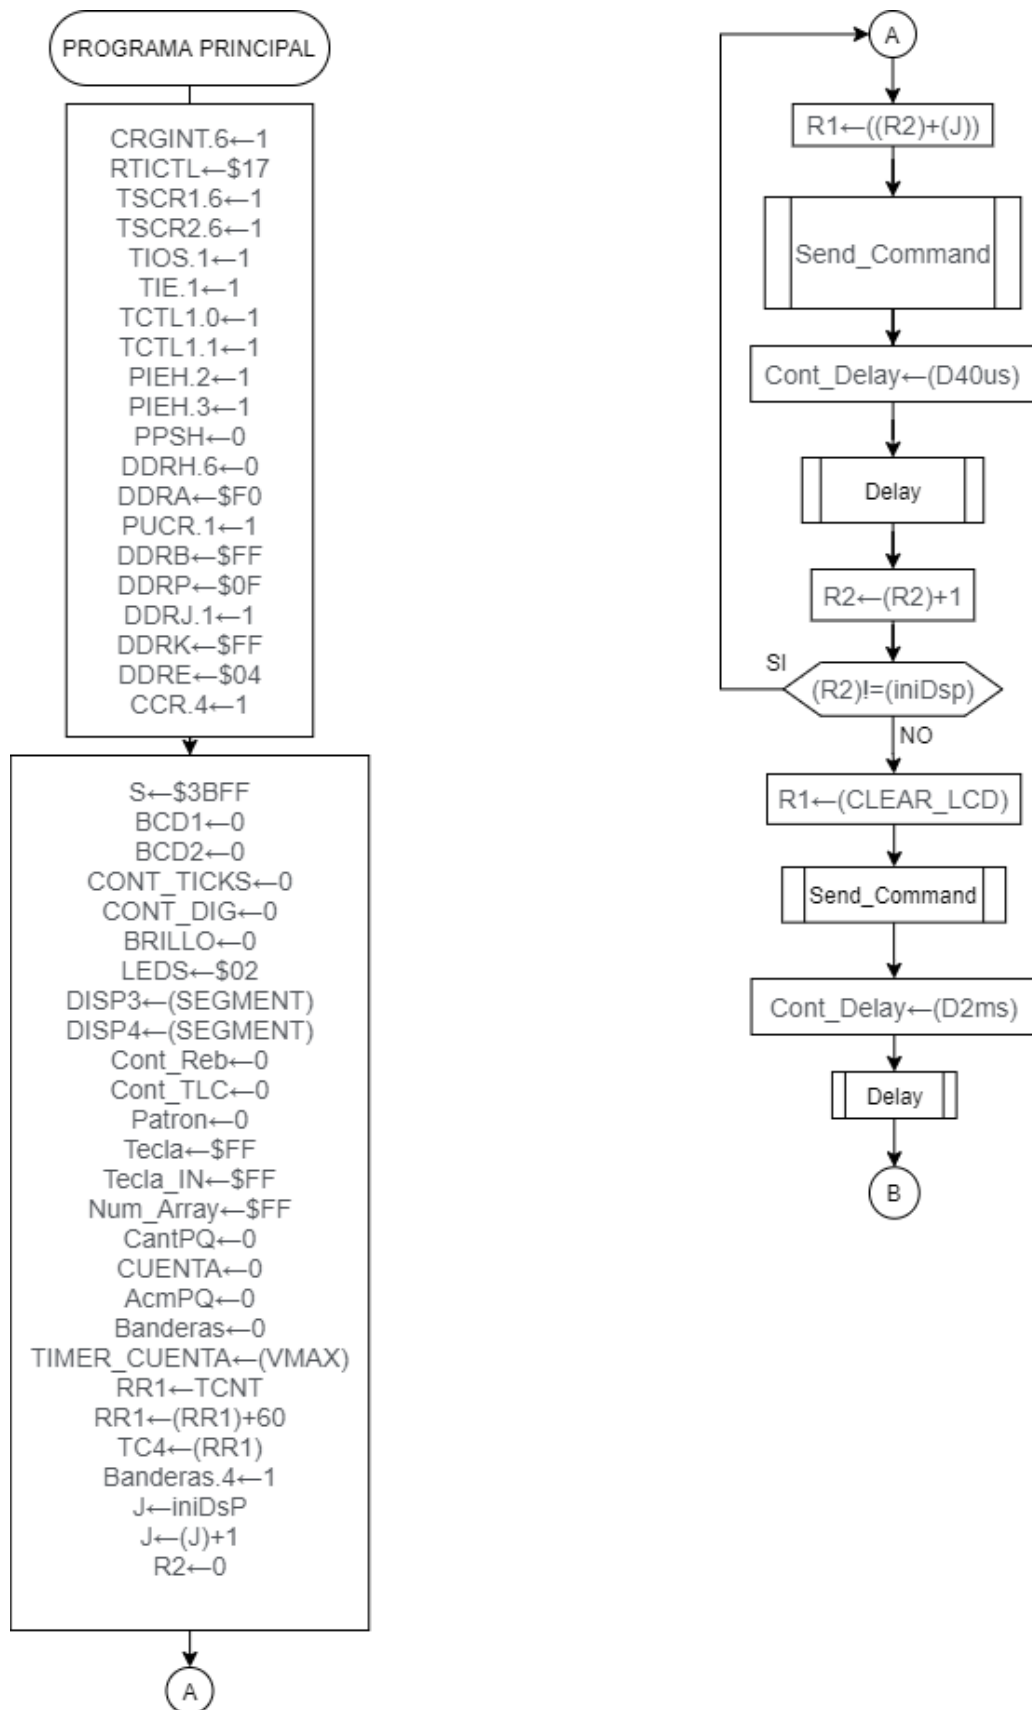 PROGRAMA PRINCIPAL
CRGINT.6←1
RTICTL←$17
TSCR1.6←1
TSCR2.6←1
TIOS.1←1
TIE.1←1
TCTL1.0←1
TCTL1.1←1
PIEH.2←1
PIEH.3←1
PPSH←0
DDRH.6←0
DDRA←$F0
PUCR.1←1
DDRB←$FF
DDRP←$0F
DDRJ.1←1
DDRK←$FF
DDRE←$04
CCR.4←1
S←$3BFF
BCD1←0
BCD2←0
CONT_TICKS←0
CONT_DIG←0
BRILLO←0
LEDS←$02
DISP3←(SEGMENT)
DISP4←(SEGMENT)
Cont_Reb←0
Cont_TLC←0
Patron←0
Tecla←$FF
Tecla_IN←$FF
Num_Array←$FF
CantPQ←0
CUENTA←0
AcmPQ←0
Banderas←0
TIMER_CUENTA←(VMAX)
RR1←TCNT
RR1←(RR1)+60
TC4←(RR1)
Banderas.4←1
J←iniDsP
J←(J)+1
R2←0
A
A
R1←((R2)+(J))
Send_Command
Cont_Delay←(D40us)
Delay
R2←(R2)+1
SI
(R2)!=(iniDsp)
NO
R1←(CLEAR_LCD)
Send_Command
Cont_Delay←(D2ms)
Delay
B